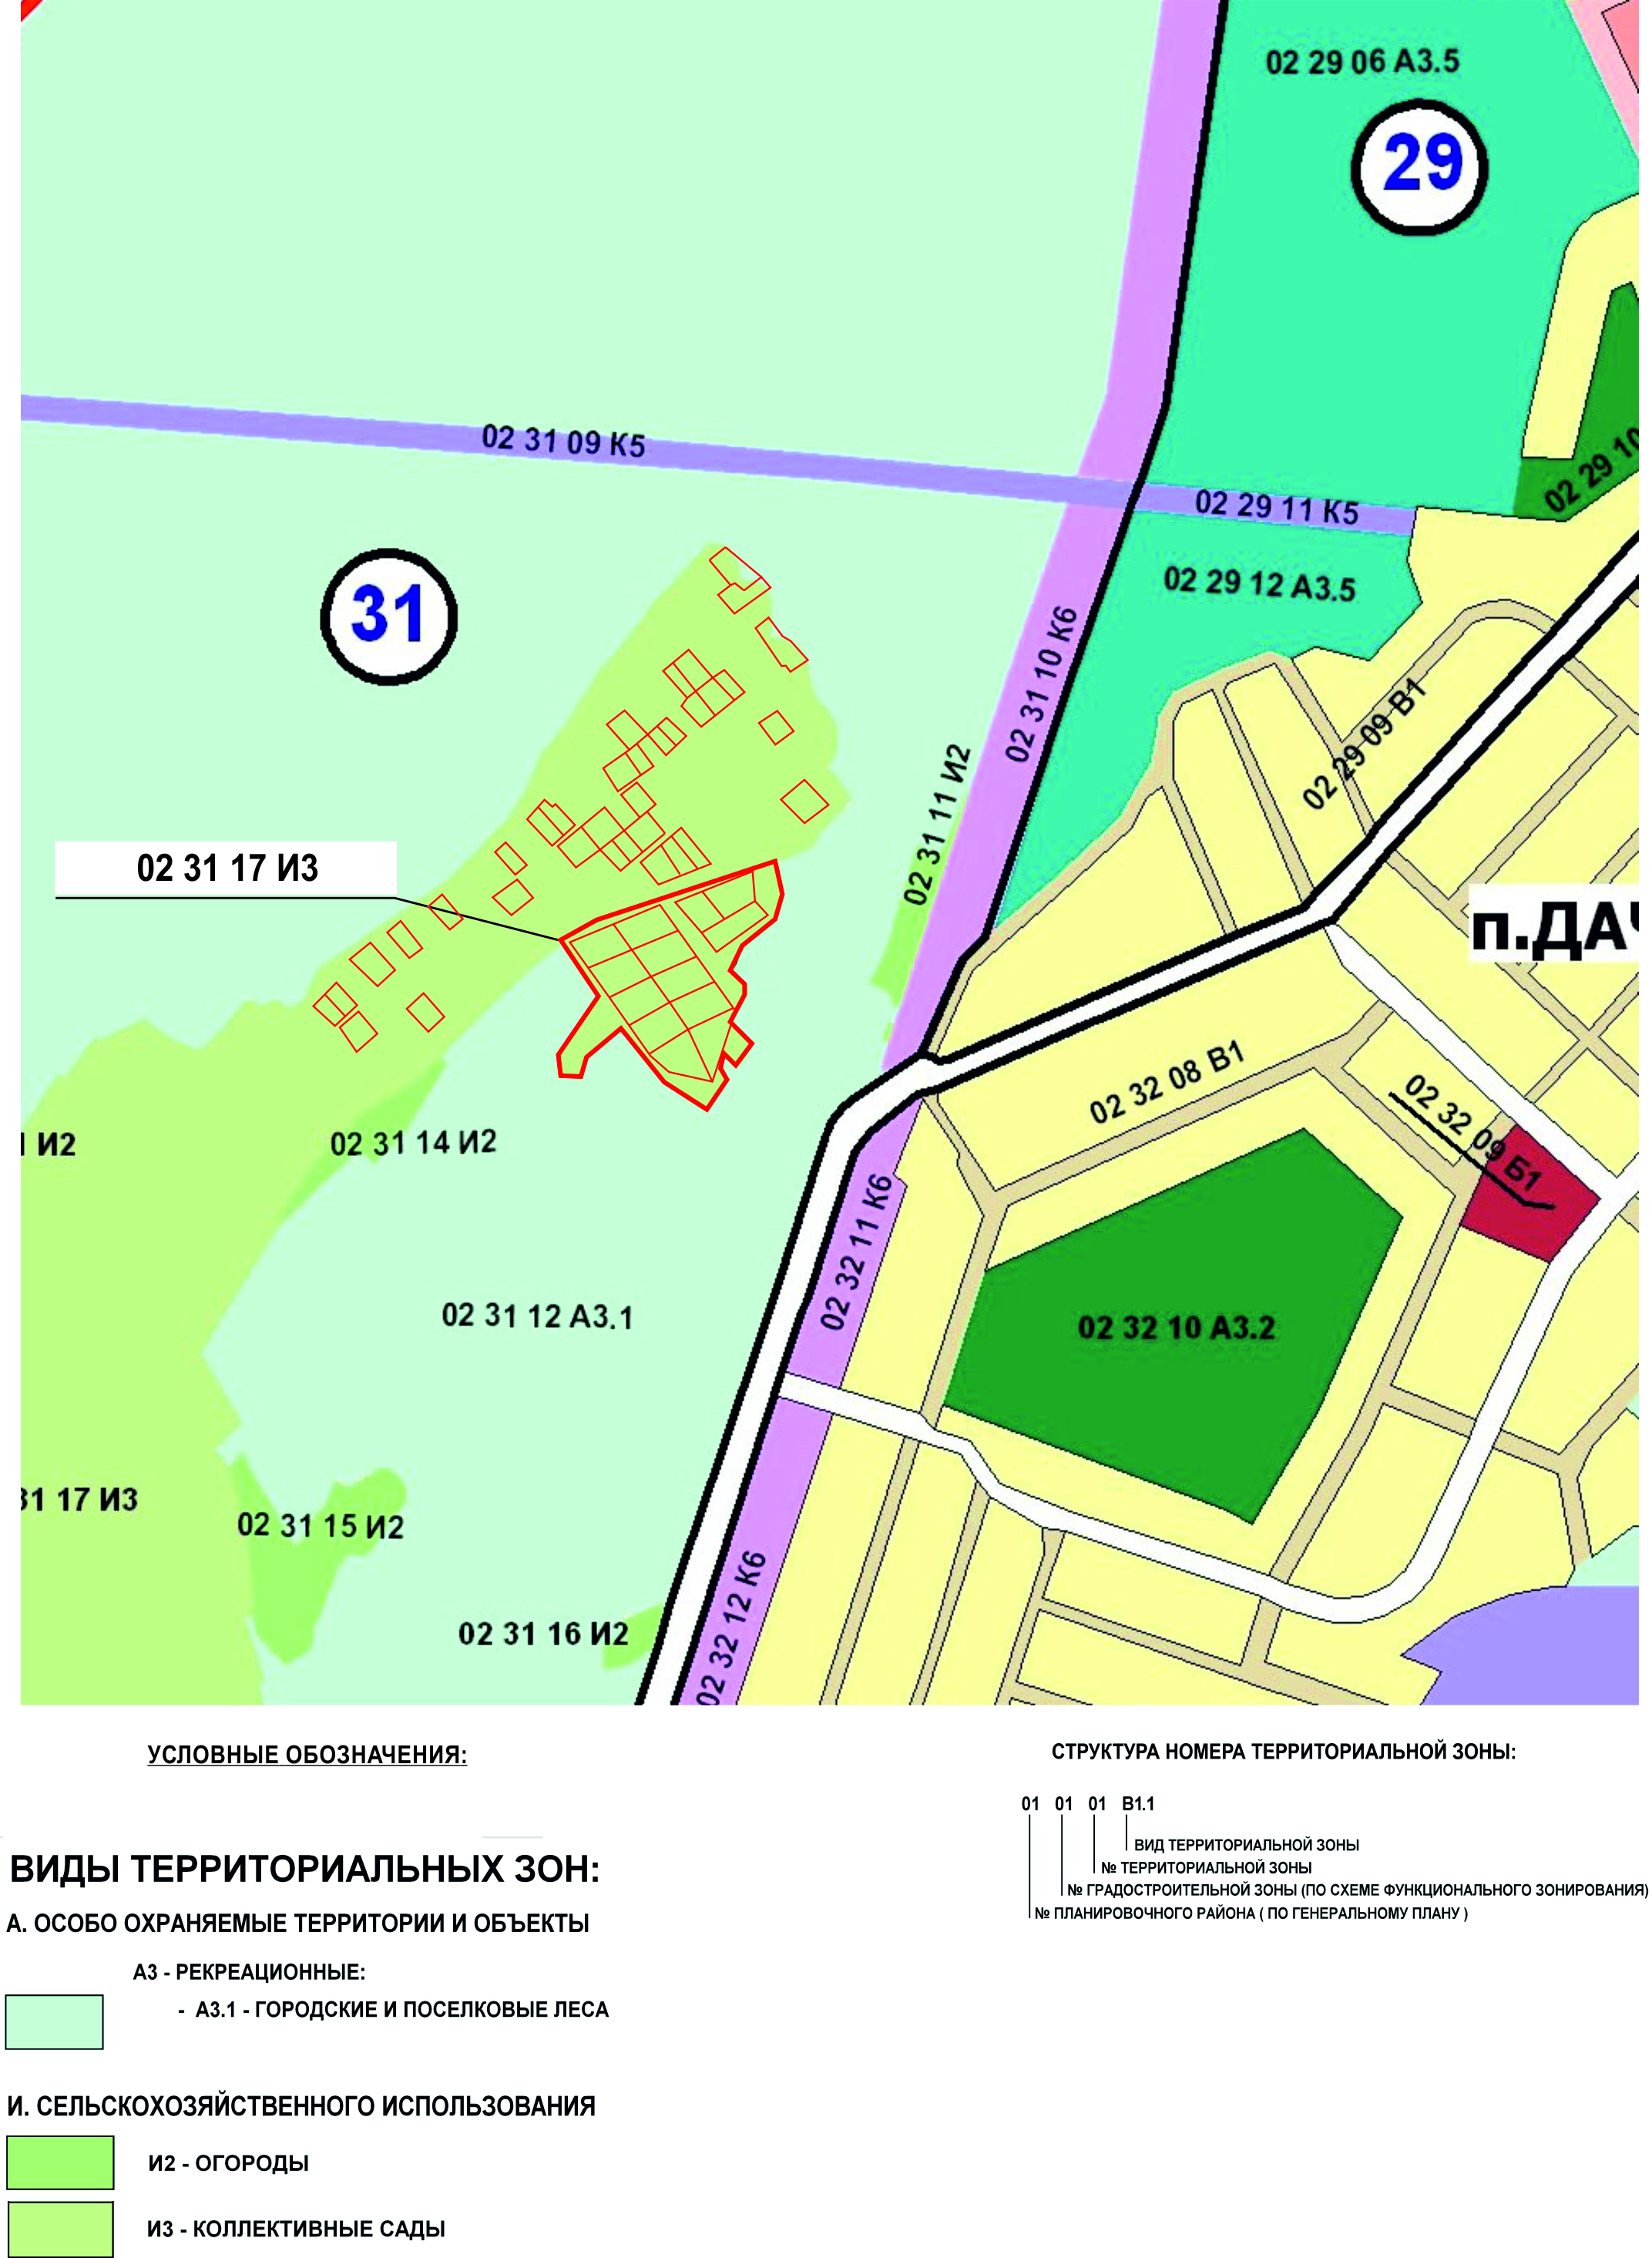 02 29 06 А3.5
29
02 31 09 К5
02 29 10
02 29 11 К5
02 29 12 А3.5
31
02 31 10 К6
02 29 09 В1
02 31 11 И2
02 31 17 И3
п.ДАЧ
02 32 08 В1
02 32 09 Б1
И2
02 31 14 И2
02 32 11 К6
02 31 12 А3.1
02 32 10 А3.2
31 17 И3
02 31 15 И2
02 32 12 К6
02 31 16 И2
УСЛОВНЫЕ ОБОЗНАЧЕНИЯ:
ВИДЫ ТЕРРИТОРИАЛЬНЫХ ЗОН:
А. ОСОБО ОХРАНЯЕМЫЕ ТЕРРИТОРИИ И ОБЪЕКТЫ
А3 - РЕКРЕАЦИОННЫЕ:
- А3.1 - ГОРОДСКИЕ И ПОСЕЛКОВЫЕ ЛЕСА
И. СЕЛЬСКОХОЗЯЙСТВЕННОГО ИСПОЛЬЗОВАНИЯ
И2 - ОГОРОДЫ
И3 - КОЛЛЕКТИВНЫЕ САДЫ
СТРУКТУРА НОМЕРА ТЕРРИТОРИАЛЬНОЙ ЗОНЫ:
01 01 01 В1.1
ВИД ТЕРРИТОРИАЛЬНОЙ ЗОНЫ
№ ТЕРРИТОРИАЛЬНОЙ ЗОНЫ
№ ГРАДОСТРОИТЕЛЬНОЙ ЗОНЫ (ПО СХЕМЕ ФУНКЦИОНАЛЬНОГО ЗОНИРОВАНИЯ)
№ ПЛАНИРОВОЧНОГО РАЙОНА ( ПО ГЕНЕРАЛЬНОМУ ПЛАНУ )